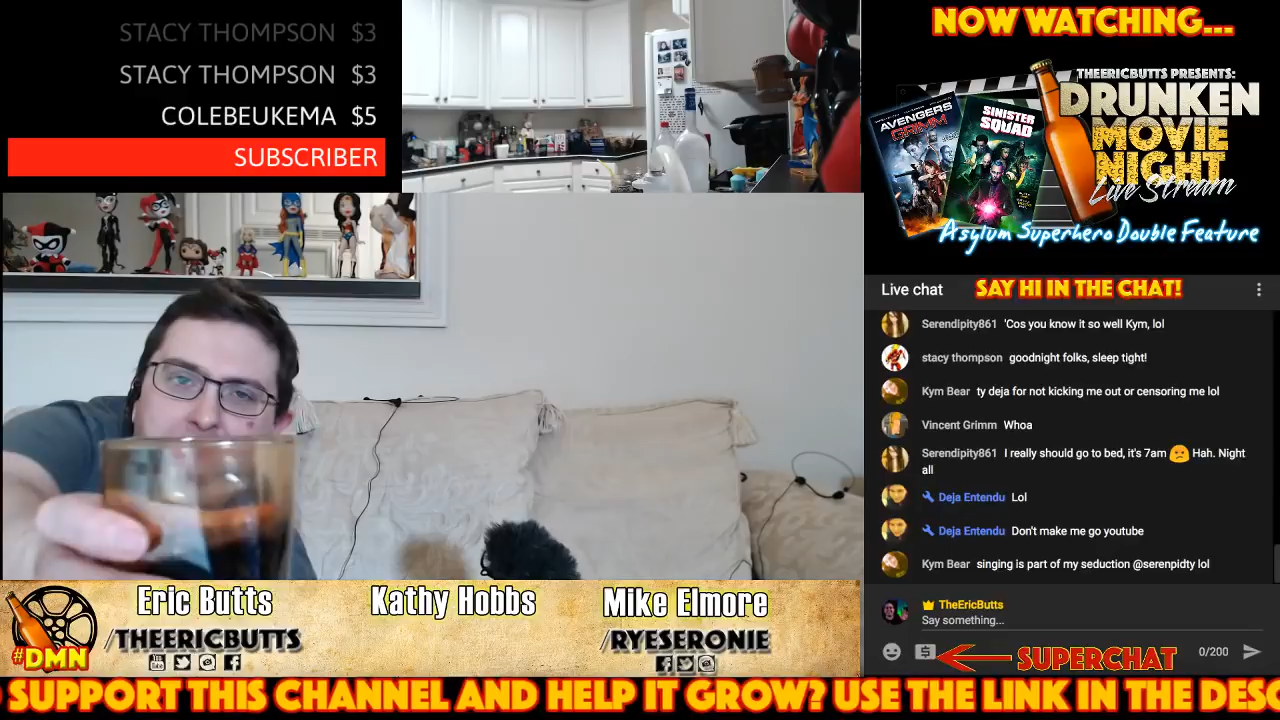 STACY THOMPSON $3
STACY THOMPSON $3
COLEBEUKEMA $5
SUBSCRIBER
NOW WATCHING...
THEERICBUTTS PRESENTS:
DRUNKEN
MOVIE
NIGHT
Live Stream
AVENGERS
GRIMM
SINISTER
SQUAD
Asylum Superhero Double Feature
Live chat
SAY HI IN THE CHAT!
Serendipity861 'Cos you know it so well Kym, lol
stacy thompson goodnight folks, sleep tight!
Kym Bear ty deja for not kicking me out or censoring me lol
Vincent Grimm Whoa
Serendipity861 I really should go to bed, it's 7am Hah. Night
all
Deja Entendu Lol
Deja Entendu Don't make me go youtube
Kym Bear singing is part of my seduction @serenpidty lol
TheEricButts
Say something...
SUPERCHAT
0/200
Eric Butts
/THEERICBUTTS
Kathy Hobbs
Mike Elmore
/RYESERONIE
#DMN
SUPPORT THIS CHANNEL AND HELP IT GROW? USE THE LINK IN THE DESC